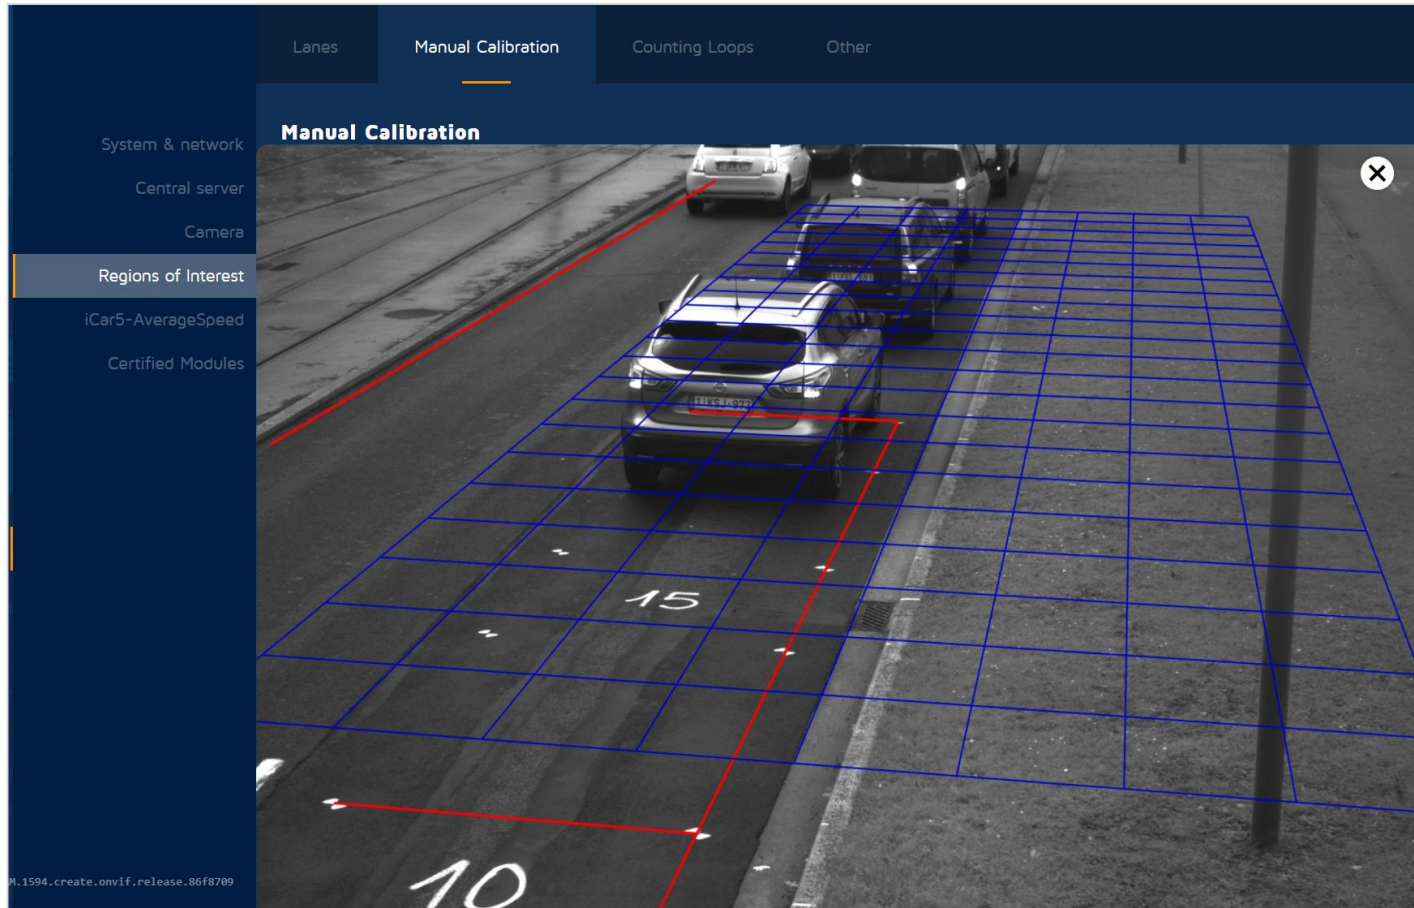 Lanes
Manual Calibration
Counting Loops
Other
Manual Calibration
System & network
Central server
Camera
Regions of Interest
iCar5-AverageSpeed
Certified Modules
M.1594.create.onvif.release.86f8709
15
10